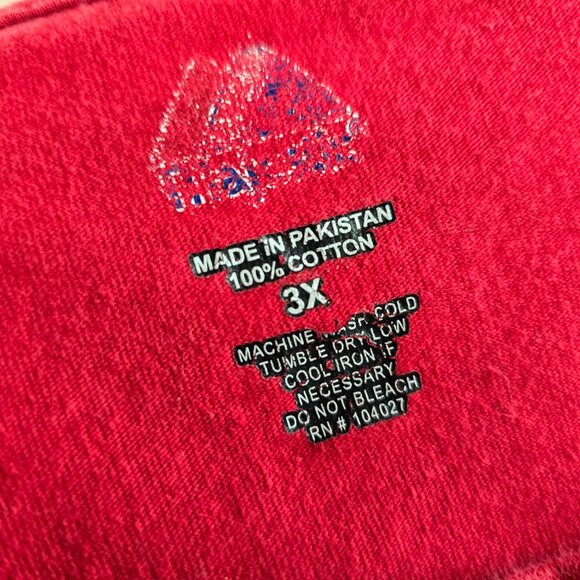 MADE IN PAKISTAN
100% COTTON
3X
MACHINE WASH COLD
TUMBLE DRY LOW
COOL IRON IF
NECESSARY
DO NOT BLEACH
RN # 104027